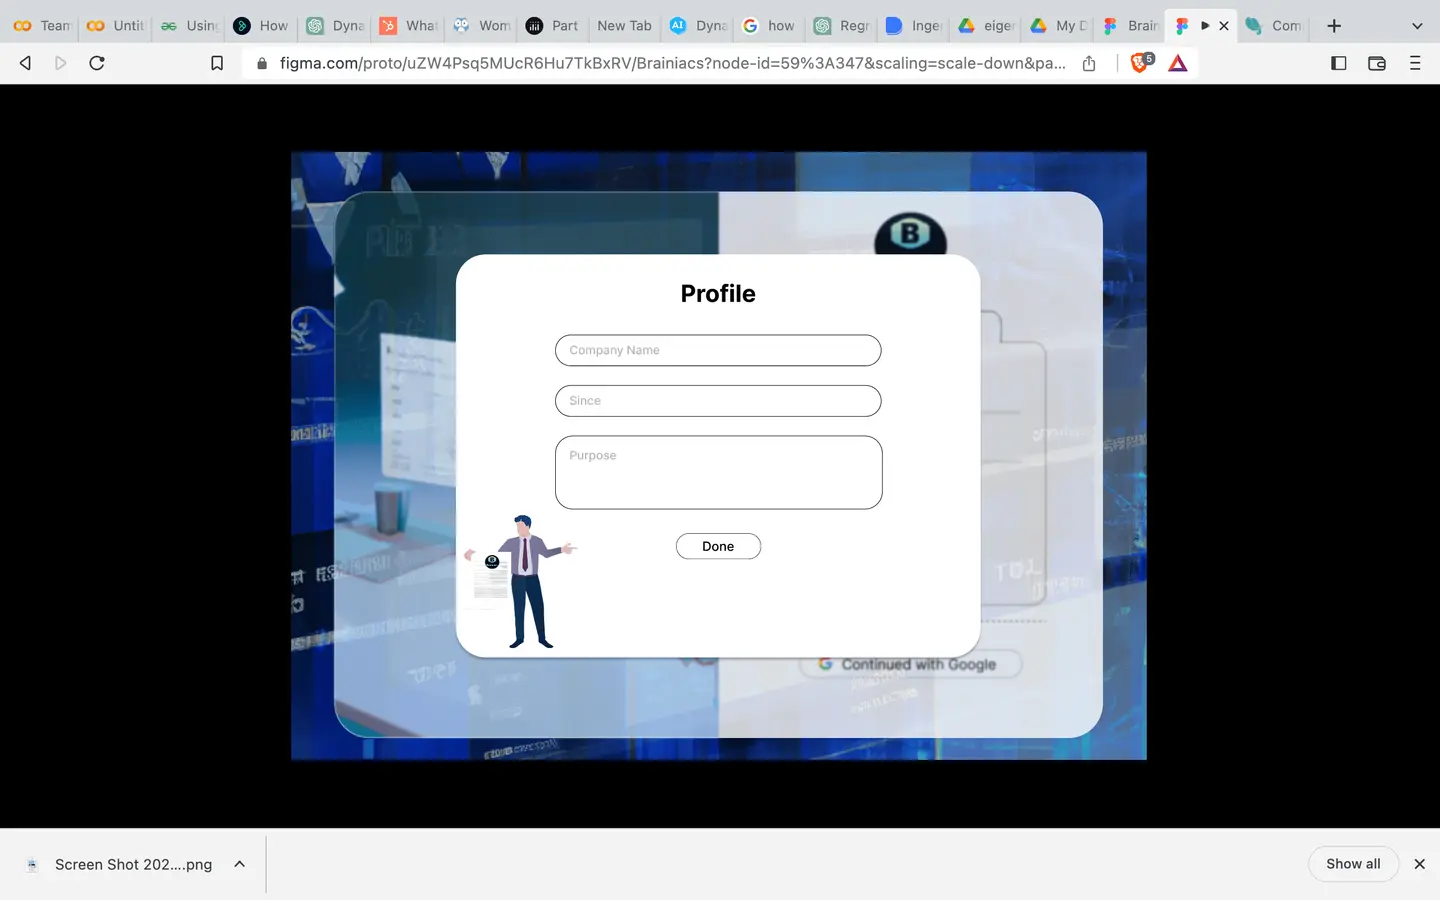 Team
Untit
Using
How
Dyna
What
Wom
Part
New Tab
Dyna
how
Regr
Inger
eiger
My D
Brain
Com
figma.com/proto/uZW4Psq5MUcR6Hu7TkBxRV/Brainiacs?node-id=59%3A347&scaling=scale-down&pa...
5
B
Profile
Company Name
Since
Purpose
Done
Continued with Google
Screen Shot 202....png
Show all